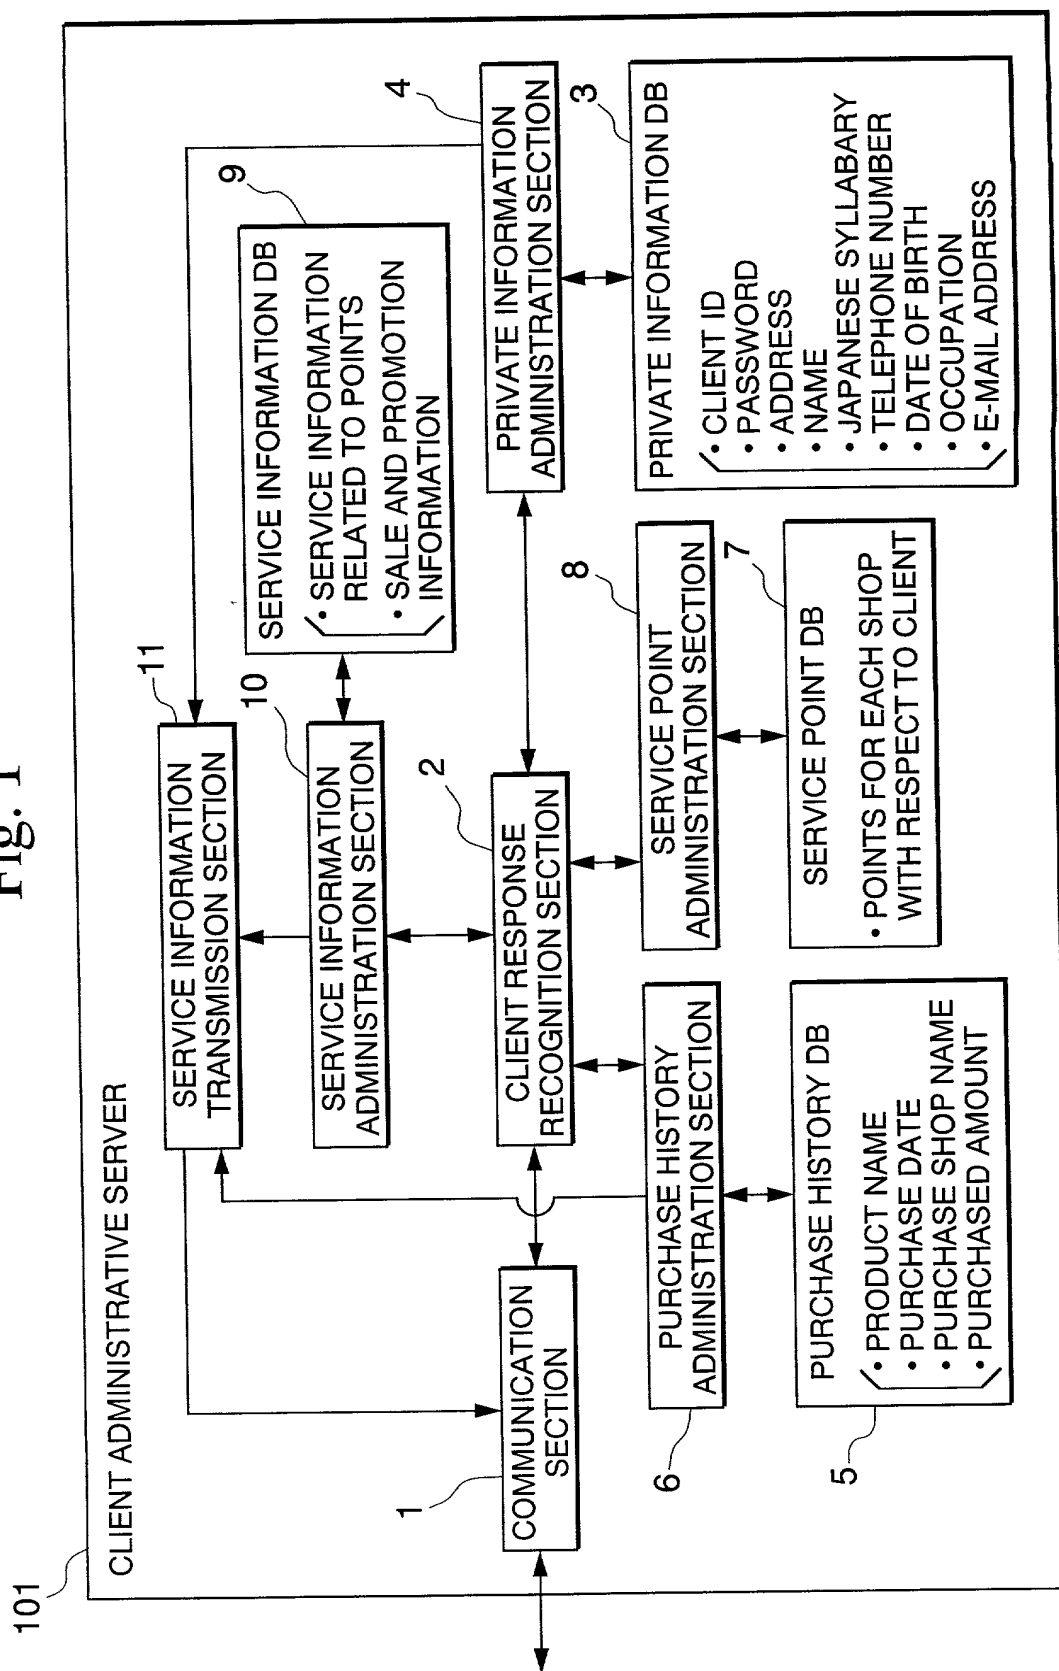 Fig. 1
101
CLIENT ADMINISTRATIVE SERVER
11
SERVICE INFORMATION
TRANSMISSION SECTION
10
SERVICE INFORMATION
ADMINISTRATION SECTION
9
SERVICE INFORMATION DB
• SERVICE INFORMATION
RELATED TO POINTS
• SALE AND PROMOTION
INFORMATION
1
COMMUNICATION
SECTION
2
CLIENT RESPONSE
RECOGNITION SECTION
4
PRIVATE INFORMATION
ADMINISTRATION SECTION
6
PURCHASE HISTORY
ADMINISTRATION SECTION
8
SERVICE POINT
ADMINISTRATION SECTION
3
PRIVATE INFORMATION DB
• CLIENT ID
• PASSWORD
• ADDRESS
• NAME
• JAPANESE SYLLABARY
• TELEPHONE NUMBER
• DATE OF BIRTH
• OCCUPATION
• E-MAIL ADDRESS
5
PURCHASE HISTORY DB
• PRODUCT NAME
• PURCHASE DATE
• PURCHASE SHOP NAME
• PURCHASED AMOUNT
7
SERVICE POINT DB
• POINTS FOR EACH SHOP
WITH RESPECT TO CLIENT